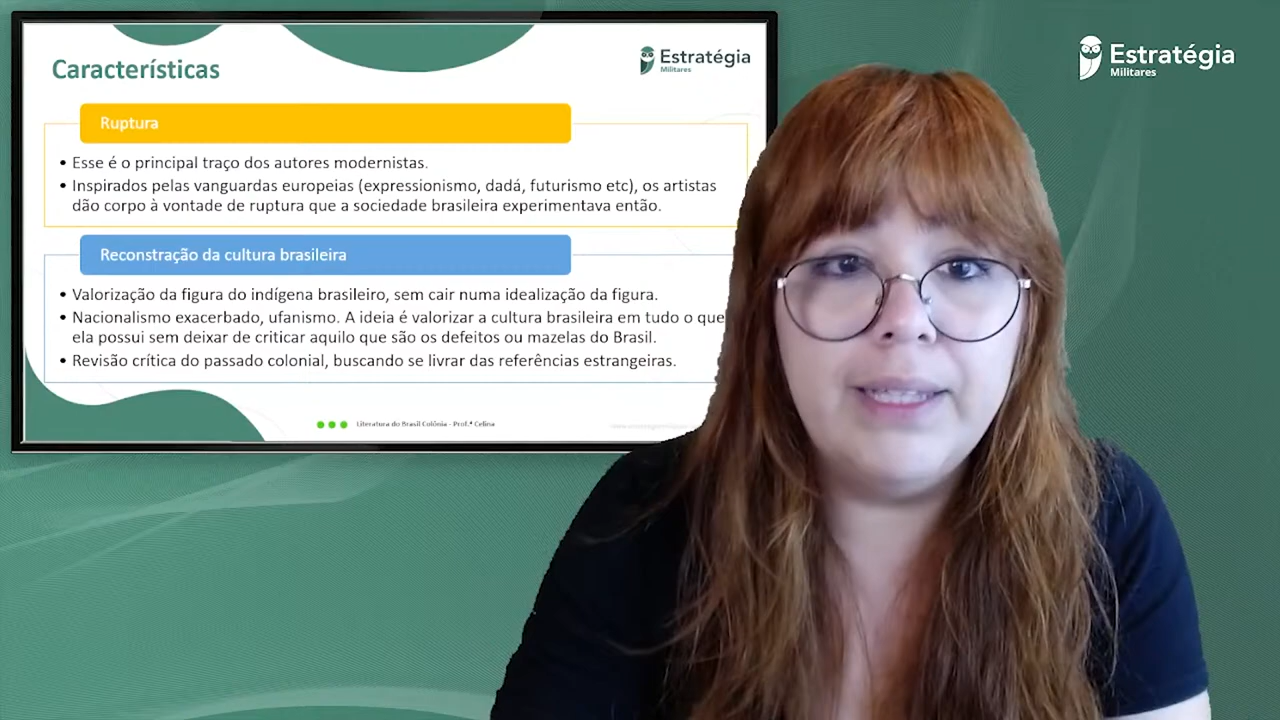 Características
Estratégia
Militares
Estratégia
Militares
Ruptura
• Esse é o principal traço dos autores modernistas.
• Inspirados pelas vanguardas europeias (expressionismo, dadá, futurismo etc), os artistas
dão corpo à vontade de ruptura que a sociedade brasileira experimentava então.
Reconstração da cultura brasileira
• Valorização da figura do indígena brasileiro, sem cair numa idealização da figura.
• Nacionalismo exacerbado, ufanismo. A ideia é valorizar a cultura brasileira em tudo o que
ela possui sem deixar de criticar aquilo que são os defeitos ou mazelas do Brasil.
• Revisão crítica do passado colonial, buscando se livrar das referências estrangeiras.
Literatura do Brasil Colônia - Prof.ª Celina